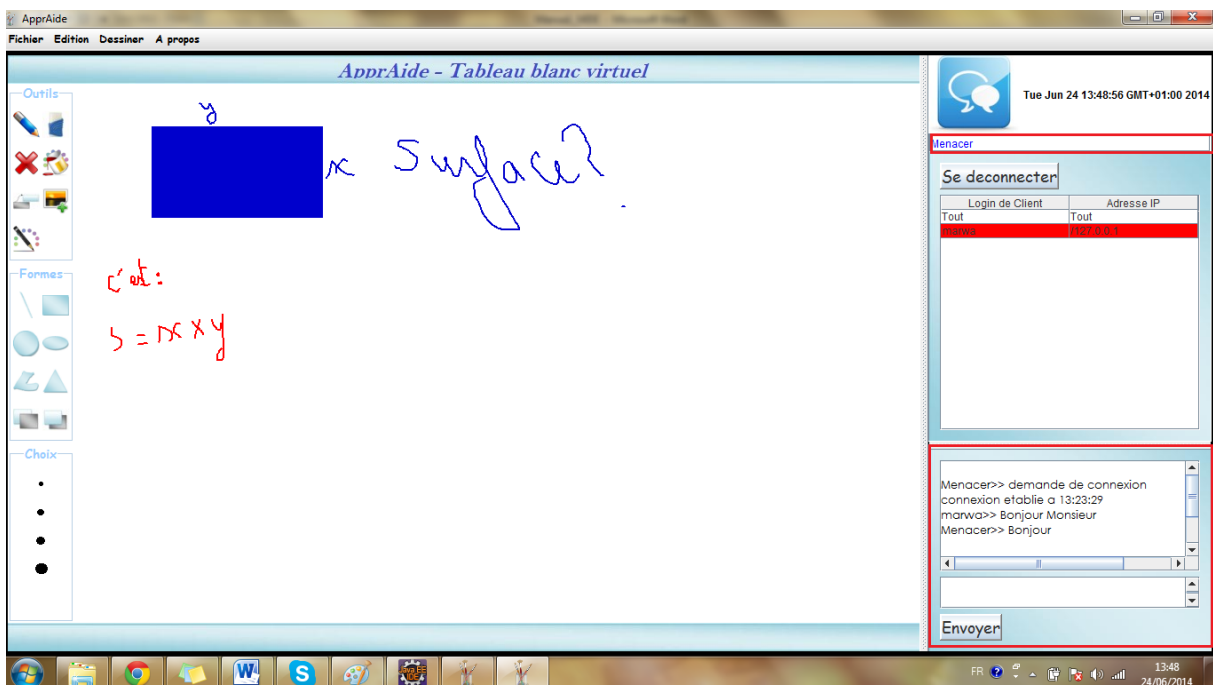 ApprAide
Fichier Edition Dessiner A propos
ApprAide - Tableau blanc virtuel
Outils
y
x Surface?
c'est:
s = x x y
Formes
Choix
Tue Jun 24 13:48:56 GMT+01:00 2014
Menacer
Se deconnecter
Login de Client Adresse IP
Tout Tout
marwa /127.0.0.1
Menacer>> demande de connexion
connexion etablie a 13:23:29
marwa>> Bonjour Monsieur
Menacer>> Bonjour
Envoyer
FR 13:48
24/06/2014